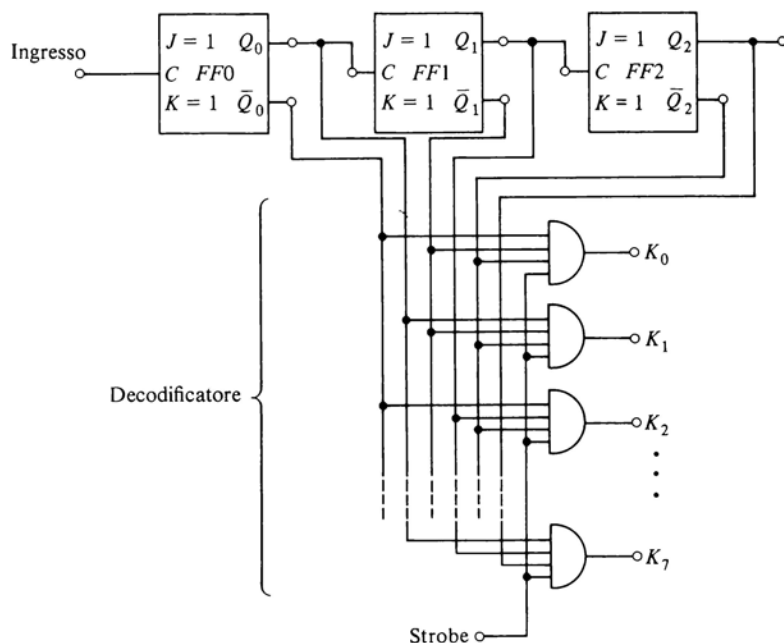 Ingresso
J = 1 Q₀
C FF0
K = 1 Q̄₀
J = 1 Q₁
C FF1
K = 1 Q̄₁
J = 1 Q₂
C FF2
K = 1 Q̄₂
K₀
K₁
Decodificatore
K₂
K₇
Strobe